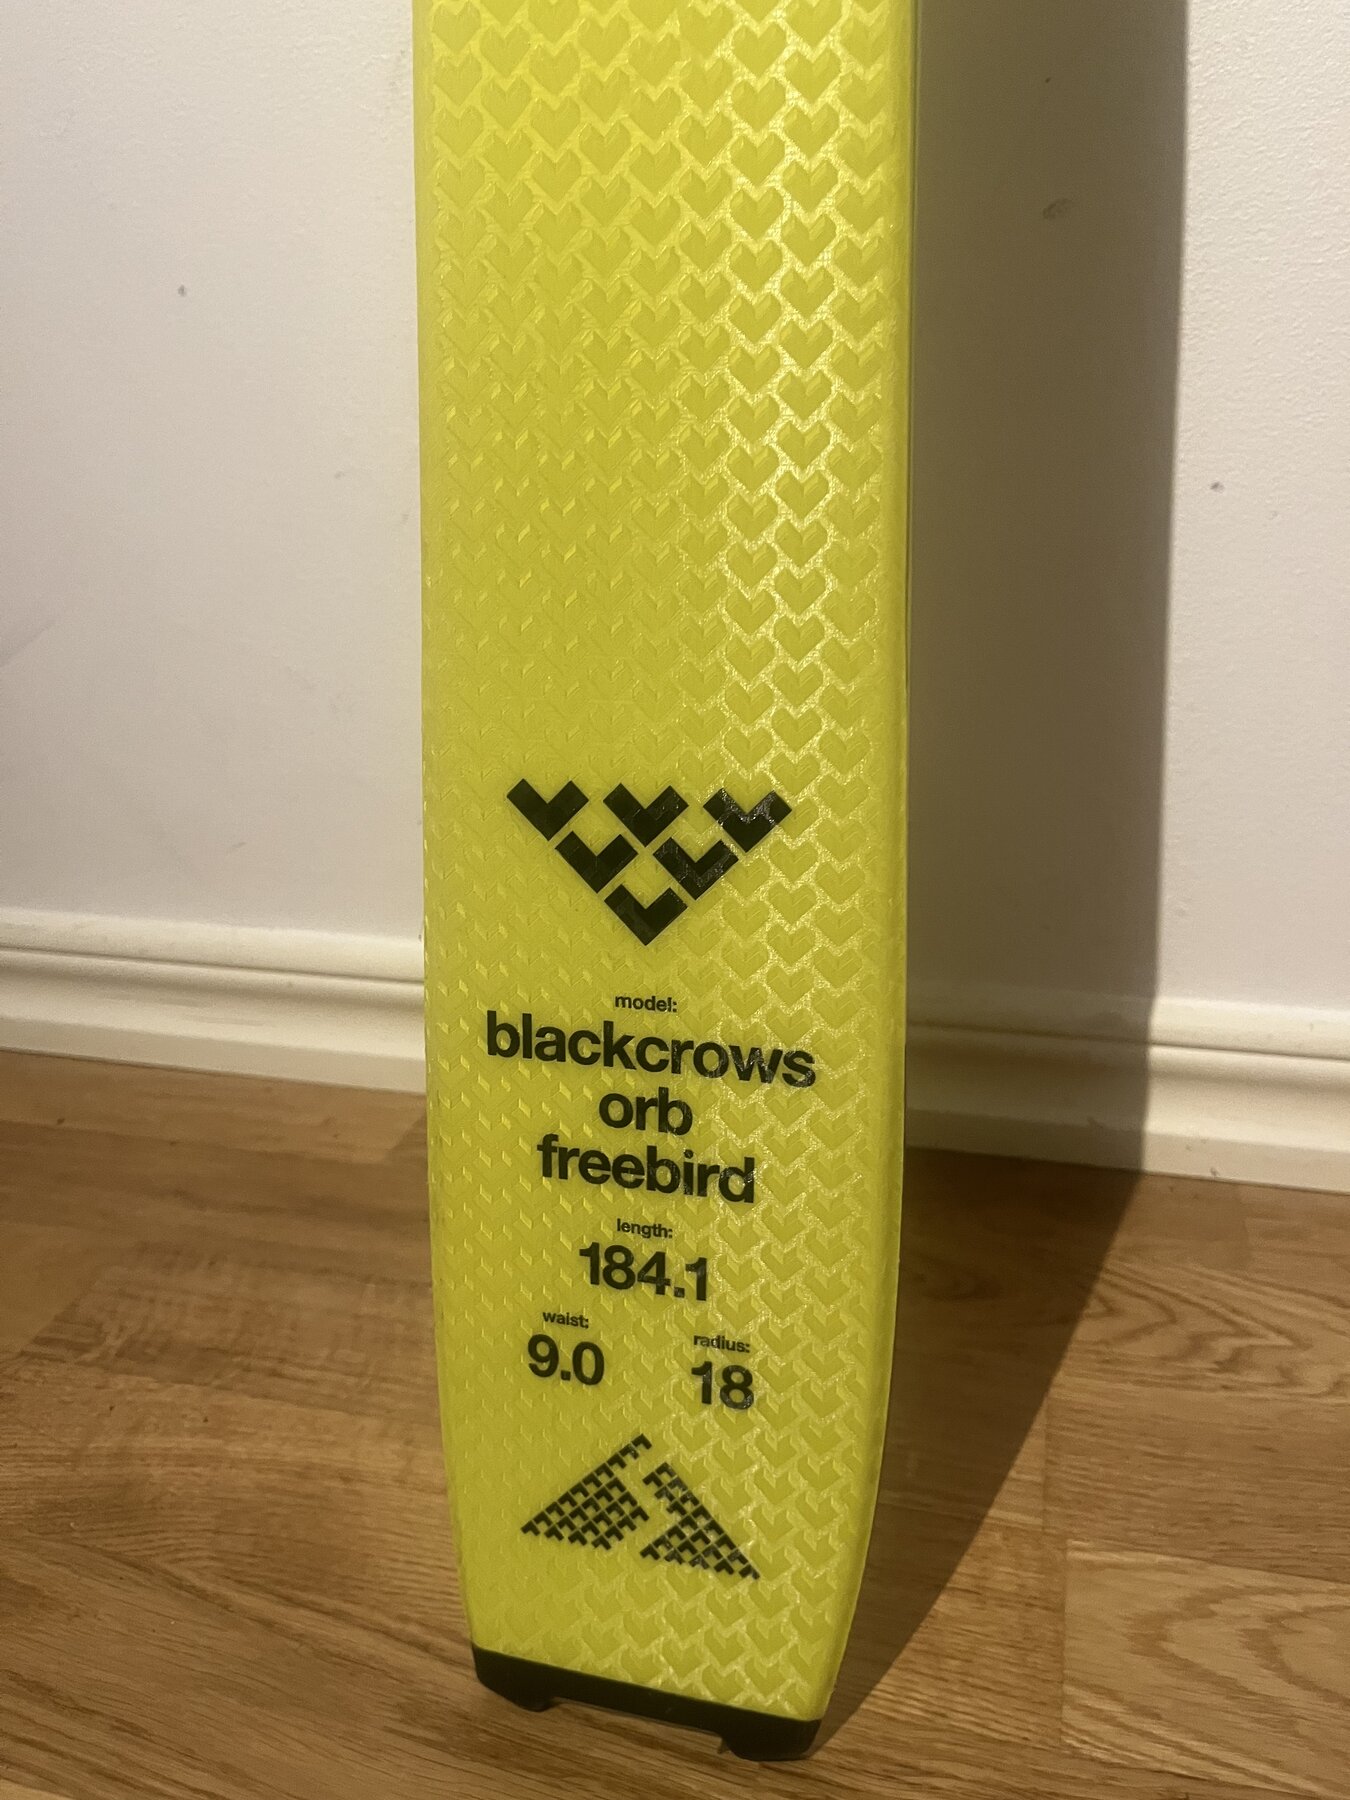 model:
blackcrows
orb
freebird
length:
184.1
waist: radius:
9.0 18